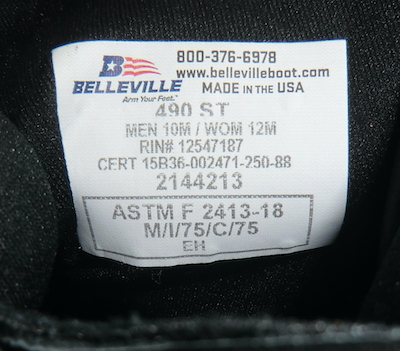 800-376-6978
BELLEVILLE www.bellevilleboot.com
Arm Your Feet. MADE IN THE USA
490 ST
MEN 10M / WOM 12M
RIN# 12547187
CERT 15B36-002471-250-88
2144213
ASTM F 2413-18
M/I/75/C/75
EH